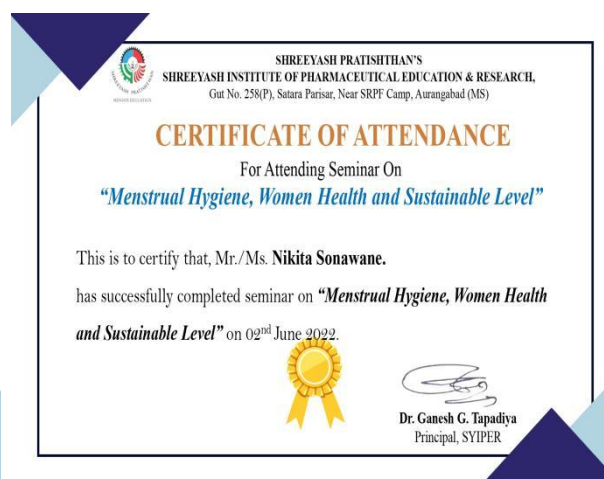 SHREEYASH PRATISHTHAN'S
SHREEYASH INSTITUTE OF PHARMACEUTICAL EDUCATION & RESEARCH,
Gut No. 258(P), Satara Parisar, Near SRPF Camp, Aurangabad (MS)
CERTIFICATE OF ATTENDANCE
For Attending Seminar On
“Menstrual Hygiene, Women Health and Sustainable Level”
This is to certify that, Mr./Ms. Nikita Sonawane.
has successfully completed seminar on “Menstrual Hygiene, Women Health
and Sustainable Level” on 02nd June 2022.
Dr. Ganesh G. Tapadiya
Principal, SYIPER